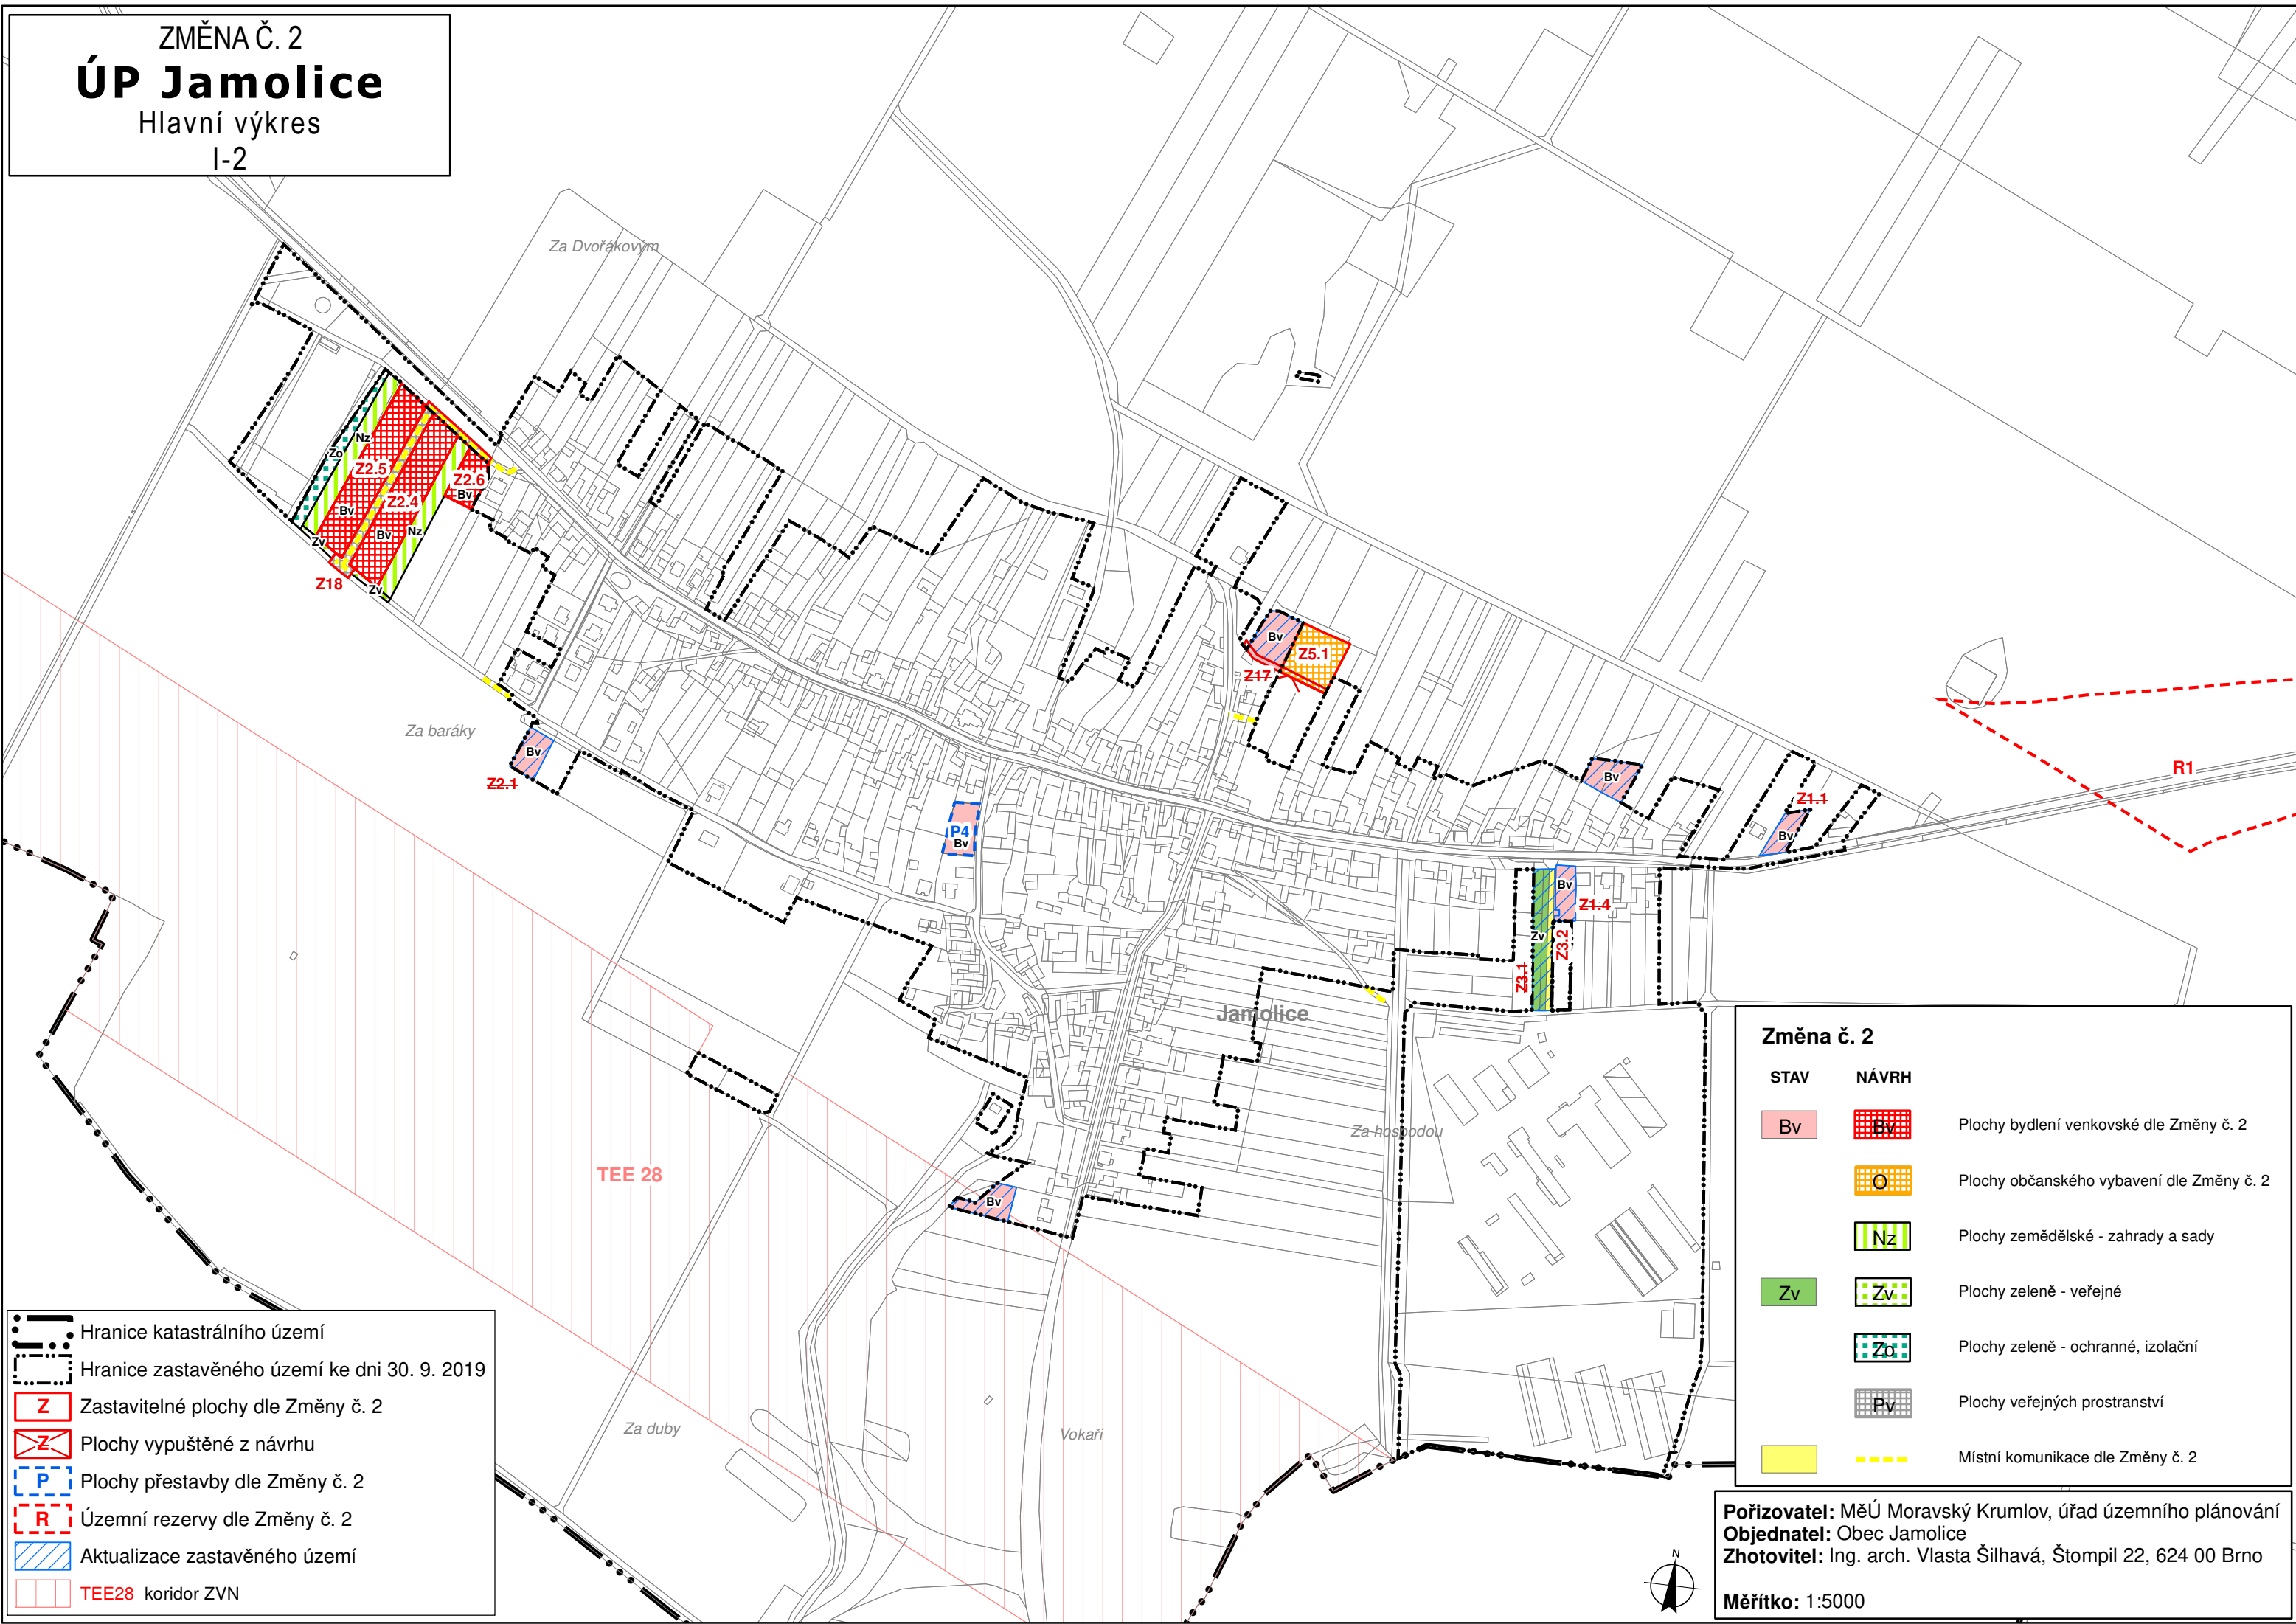 ZMĚNA Č. 2
ÚP Jamolice
Hlavní výkres
I-2
Za Dvořákovým
Nz
Zo
Z2.5
Z2.6
Bv
Z2.4
Bv
Nz
Bv
Zv
Z18
Zv
Bv
Z5.1
Z17
Za baráky
Bv
Z2.1
R1
Bv
Z1.1
Bv
P4
Bv
Bv
Z1.4
Zv
Z3.2
Z3.1
Jamolice
Za hospodou
TEE 28
Bv
Za duby
Vokaři
Hranice katastrálního území
Hranice zastavěného území ke dni 30. 9. 2019
Z Zastavitelné plochy dle Změny č. 2
Z Plochy vypuštěné z návrhu
P Plochy přestavby dle Změny č. 2
R Územní rezervy dle Změny č. 2
Aktualizace zastavěného území
TEE28 koridor ZVN
Změna č. 2
STAV NÁVRH
Bv Bv Plochy bydlení venkovské dle Změny č. 2
O Plochy občanského vybavení dle Změny č. 2
Nz Plochy zemědělské - zahrady a sady
Zv Zv Plochy zeleně - veřejné
Zo Plochy zeleně - ochranné, izolační
Pv Plochy veřejných prostranství
Místní komunikace dle Změny č. 2
N
Pořizovatel: MěÚ Moravský Krumlov, úřad územního plánování
Objednatel: Obec Jamolice
Zhotovitel: Ing. arch. Vlasta Šilhavá, Štompil 22, 624 00 Brno
Měřítko: 1:5000